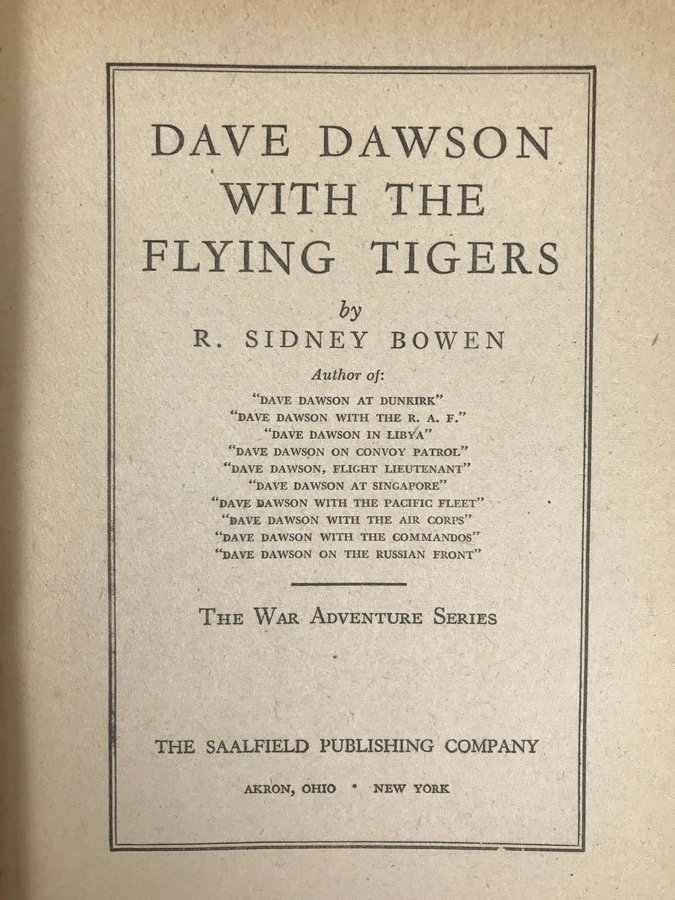 DAVE DAWSON
WITH THE
FLYING TIGERS
by
R. SIDNEY BOWEN
Author of:
"DAVE DAWSON AT DUNKIRK"
"DAVE DAWSON WITH THE R. A. F."
"DAVE DAWSON IN LIBYA"
"DAVE DAWSON ON CONVOY PATROL"
"DAVE DAWSON, FLIGHT LIEUTENANT"
"DAVE DAWSON AT SINGAPORE"
"DAVE DAWSON WITH THE PACIFIC FLEET"
"DAVE DAWSON WITH THE AIR CORPS"
"DAVE DAWSON WITH THE COMMANDOS"
"DAVE DAWSON ON THE RUSSIAN FRONT"
THE WAR ADVENTURE SERIES
THE SAALFIELD PUBLISHING COMPANY
AKRON, OHIO • NEW YORK